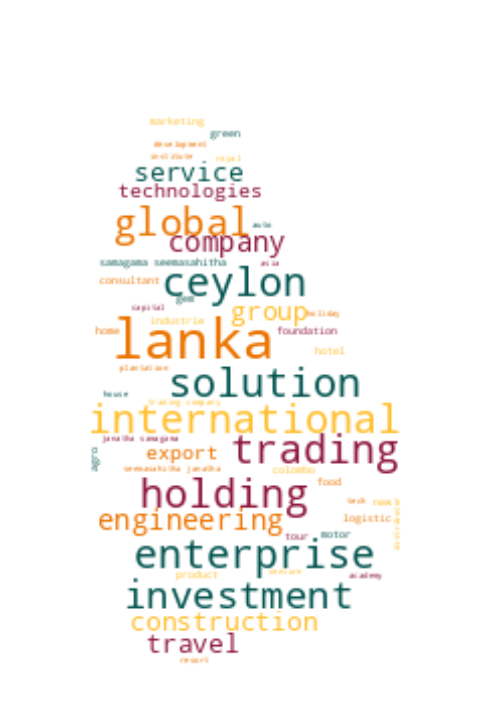 marketing
green
development
institute royal
service
technologies
global auto
company
samagama seemasahitha asia
consultant ceylon
gem
capital group holiday
industrie
home lanka foundation
hotel
plantation
solution
house
trading company
international
janatha samagama
trading
agro export
seemasahitha janatha colombo
food
holding
tech news
engineering logistic
distributor
tour motor
enterprise
product venture academy
investment
construction
travel
resort